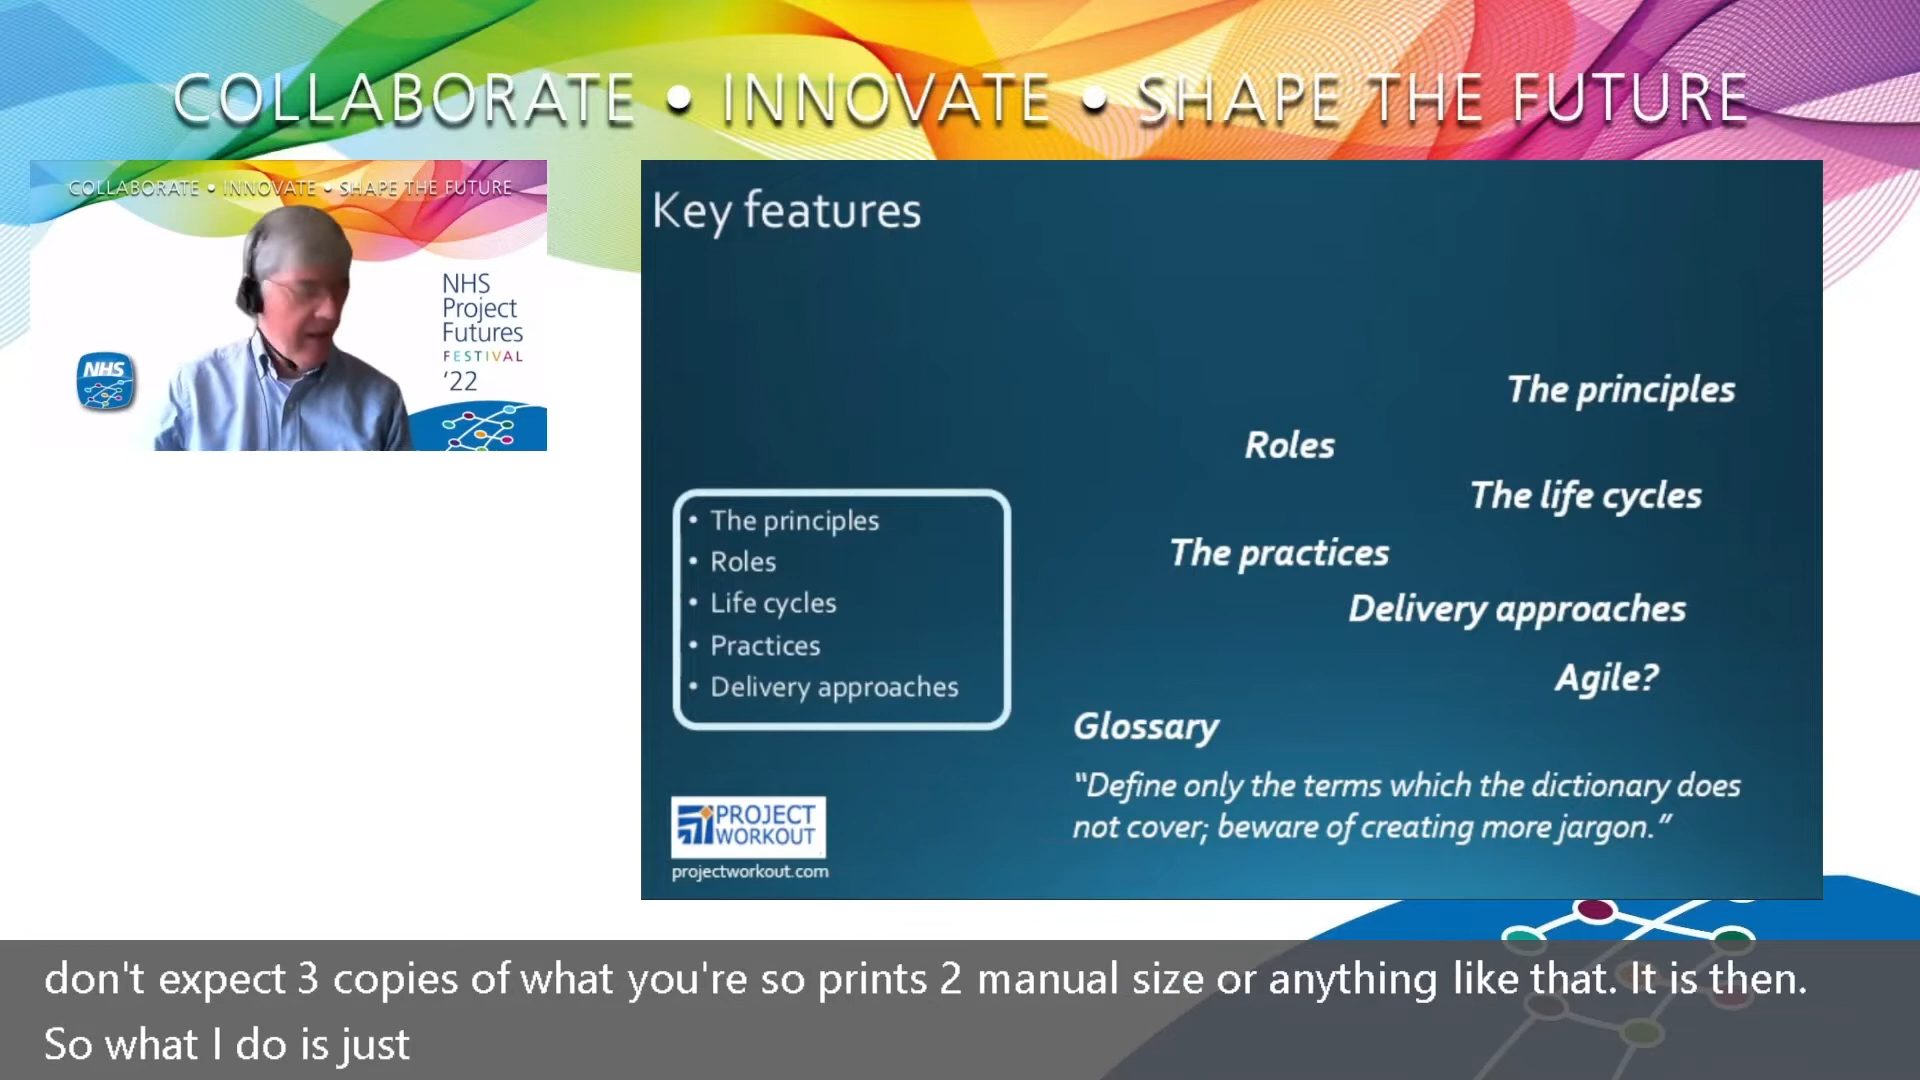 COLLABORATE • INNOVATE • SHAPE THE FUTURE
COLLABORATE • INNOVATE • SHAPE THE FUTURE
NHS
Project
Futures
FESTIVAL
'22
NHS
Key features
• The principles
• Roles
• Life cycles
• Practices
• Delivery approaches
The principles
Roles
The life cycles
The practices
Delivery approaches
Agile?
Glossary
"Define only the terms which the dictionary does
not cover; beware of creating more jargon."
PROJECT
WORKOUT
projectworkout.com
don't expect 3 copies of what you're so prints 2 manual size or anything like that. It is then.
So what I do is just